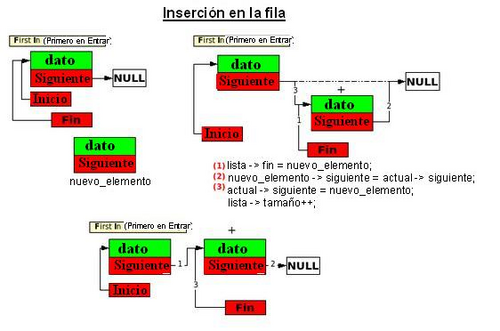 Inserción en la fila
First In (Primero en Entrar)
dato
Siguiente
NULL
Inicio
Fin
dato
Siguiente
nuevo_elemento
First In (Primero en Entrar)
dato
Siguiente
NULL
3
+
dato
1
Siguiente
2
Inicio
Fin
(1) lista -> fin = nuevo_elemento;
(2) nuevo_elemento -> siguiente = actual -> siguiente;
(3) actual -> siguiente = nuevo_elemento;
lista -> tamaño++;
First In (Primero en Entrar)
+
dato
dato
Siguiente
1
Siguiente
2
NULL
Inicio
3
Fin